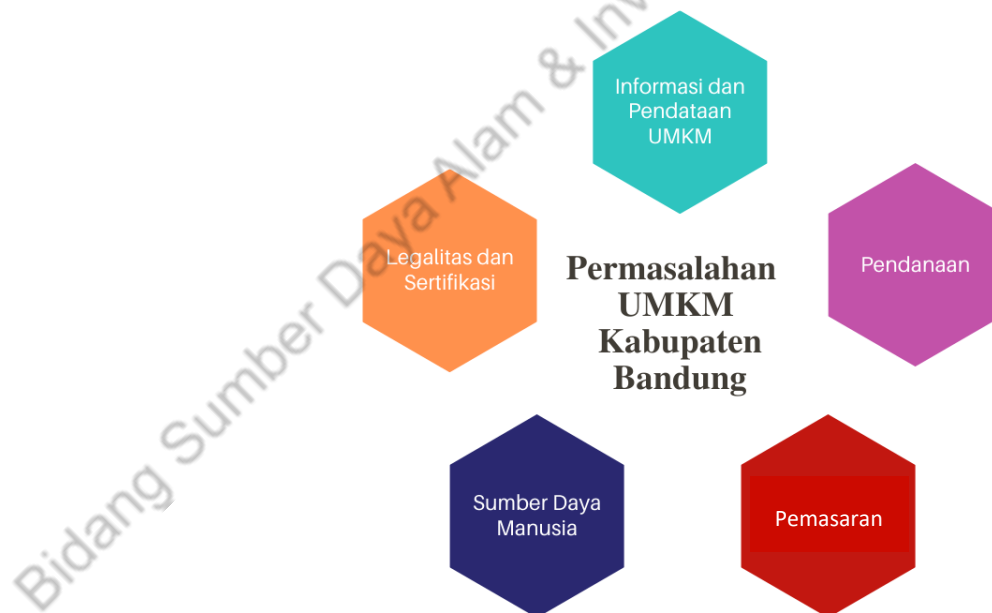 Informasi dan
Pendataan
UMKM
Legalitas dan
Sertifikasi
Permasalahan
UMKM
Kabupaten
Bandung
Pendanaan
Sumber Daya
Manusia
Pemasaran
Bidang Sumber Daya Alam &